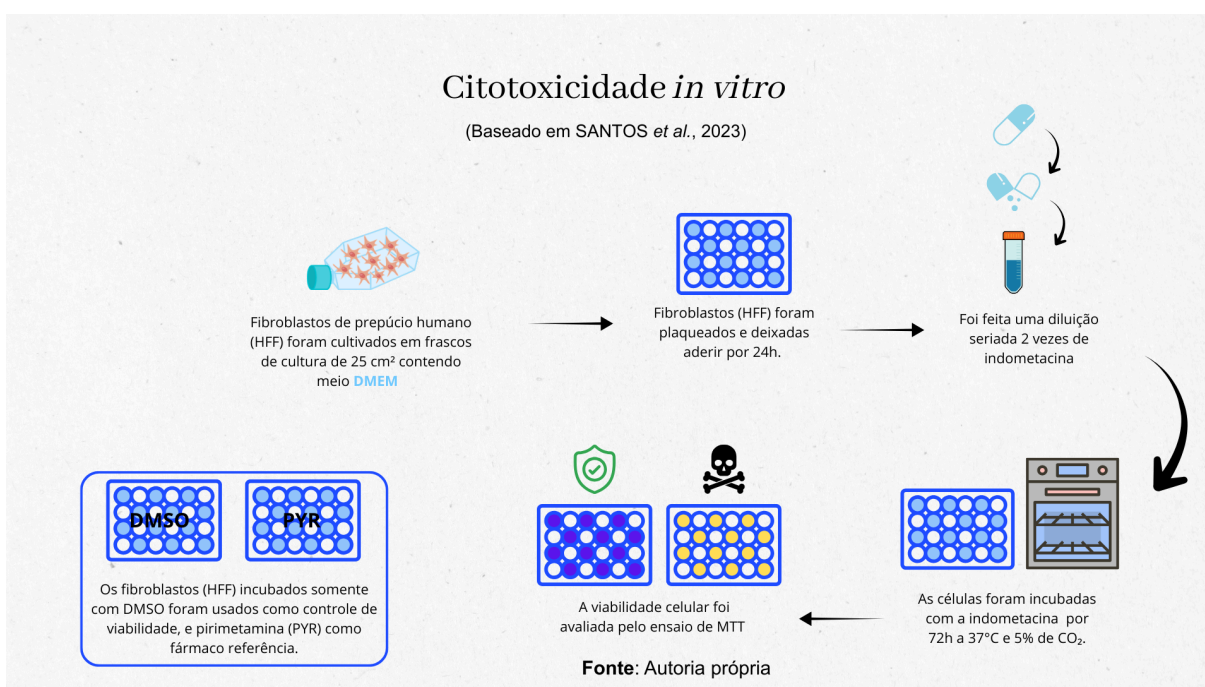 Citotoxicidade in vitro
(Baseado em SANTOS et al., 2023)
Fibroblastos de prepúcio humano
(HFF) foram cultivados em frascos
de cultura de 25 cm² contendo
meio DMEM
Fibroblastos (HFF) foram
plaqueados e deixadas
aderir por 24h.
Foi feita uma diluição
seriada 2 vezes de
indometacina
As células foram incubadas
com a indometacina por
72h a 37°C e 5% de CO₂.
A viabilidade celular foi
avaliada pelo ensaio de MTT
DMSO
PYR
Os fibroblastos (HFF) incubados somente
com DMSO foram usados como controle de
viabilidade, e pirimetamina (PYR) como
fármaco referência.
Fonte: Autoria própria